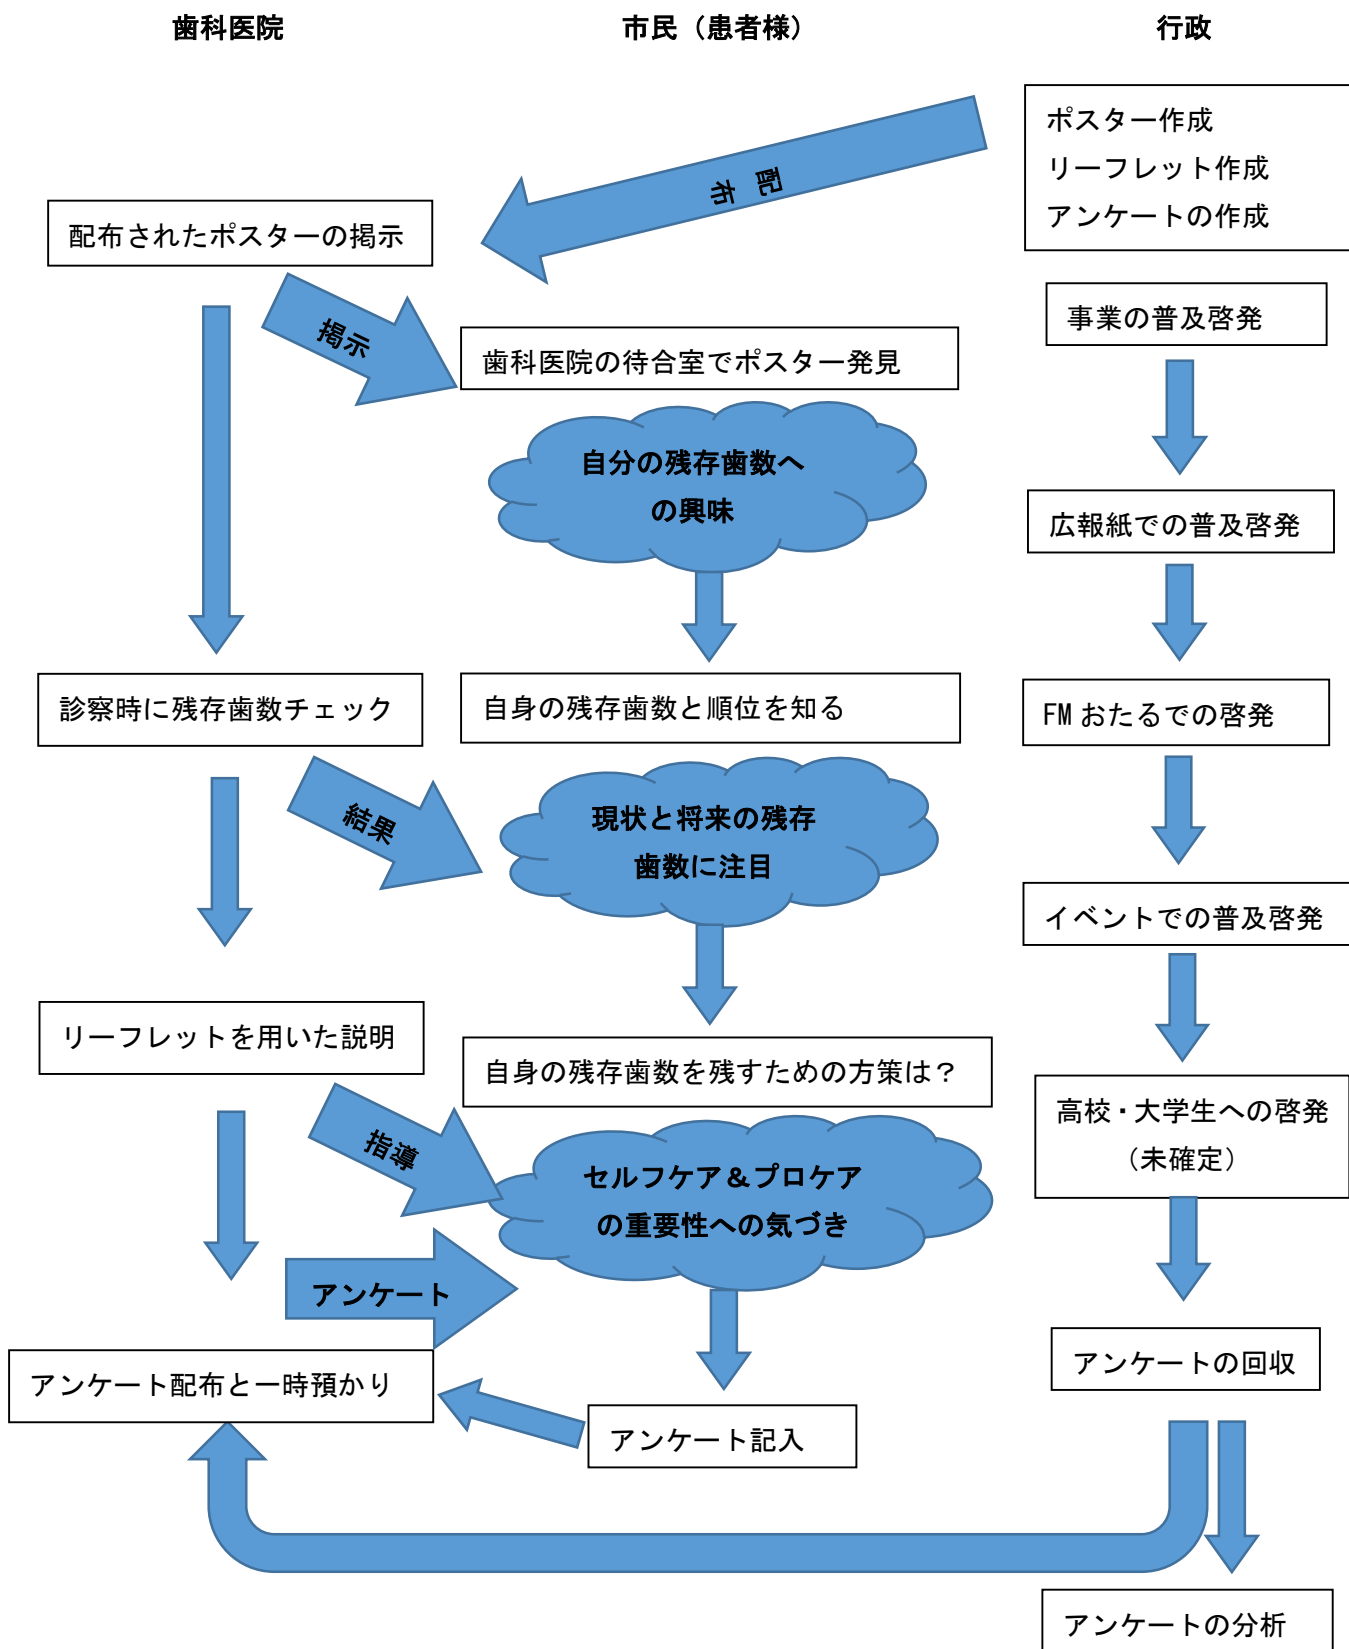 歯科医院
市民（患者様）
行政
ポスター作成
リーフレット作成
アンケートの作成
配布
配布されたポスターの掲示
事業の普及啓発
掲示
歯科医院の待合室でポスター発見
自分の残存歯数へ
の興味
広報紙での普及啓発
診察時に残存歯数チェック
自身の残存歯数と順位を知る
FMおたるでの啓発
結果
現状と将来の残存
歯数に注目
イベントでの普及啓発
リーフレットを用いた説明
自身の残存歯数を残すための方策は？
高校・大学生への啓発
（未確定）
指導
セルフケア＆プロケア
の重要性への気づき
アンケート
アンケート配布と一時預かり
アンケートの回収
アンケート記入
アンケートの分析